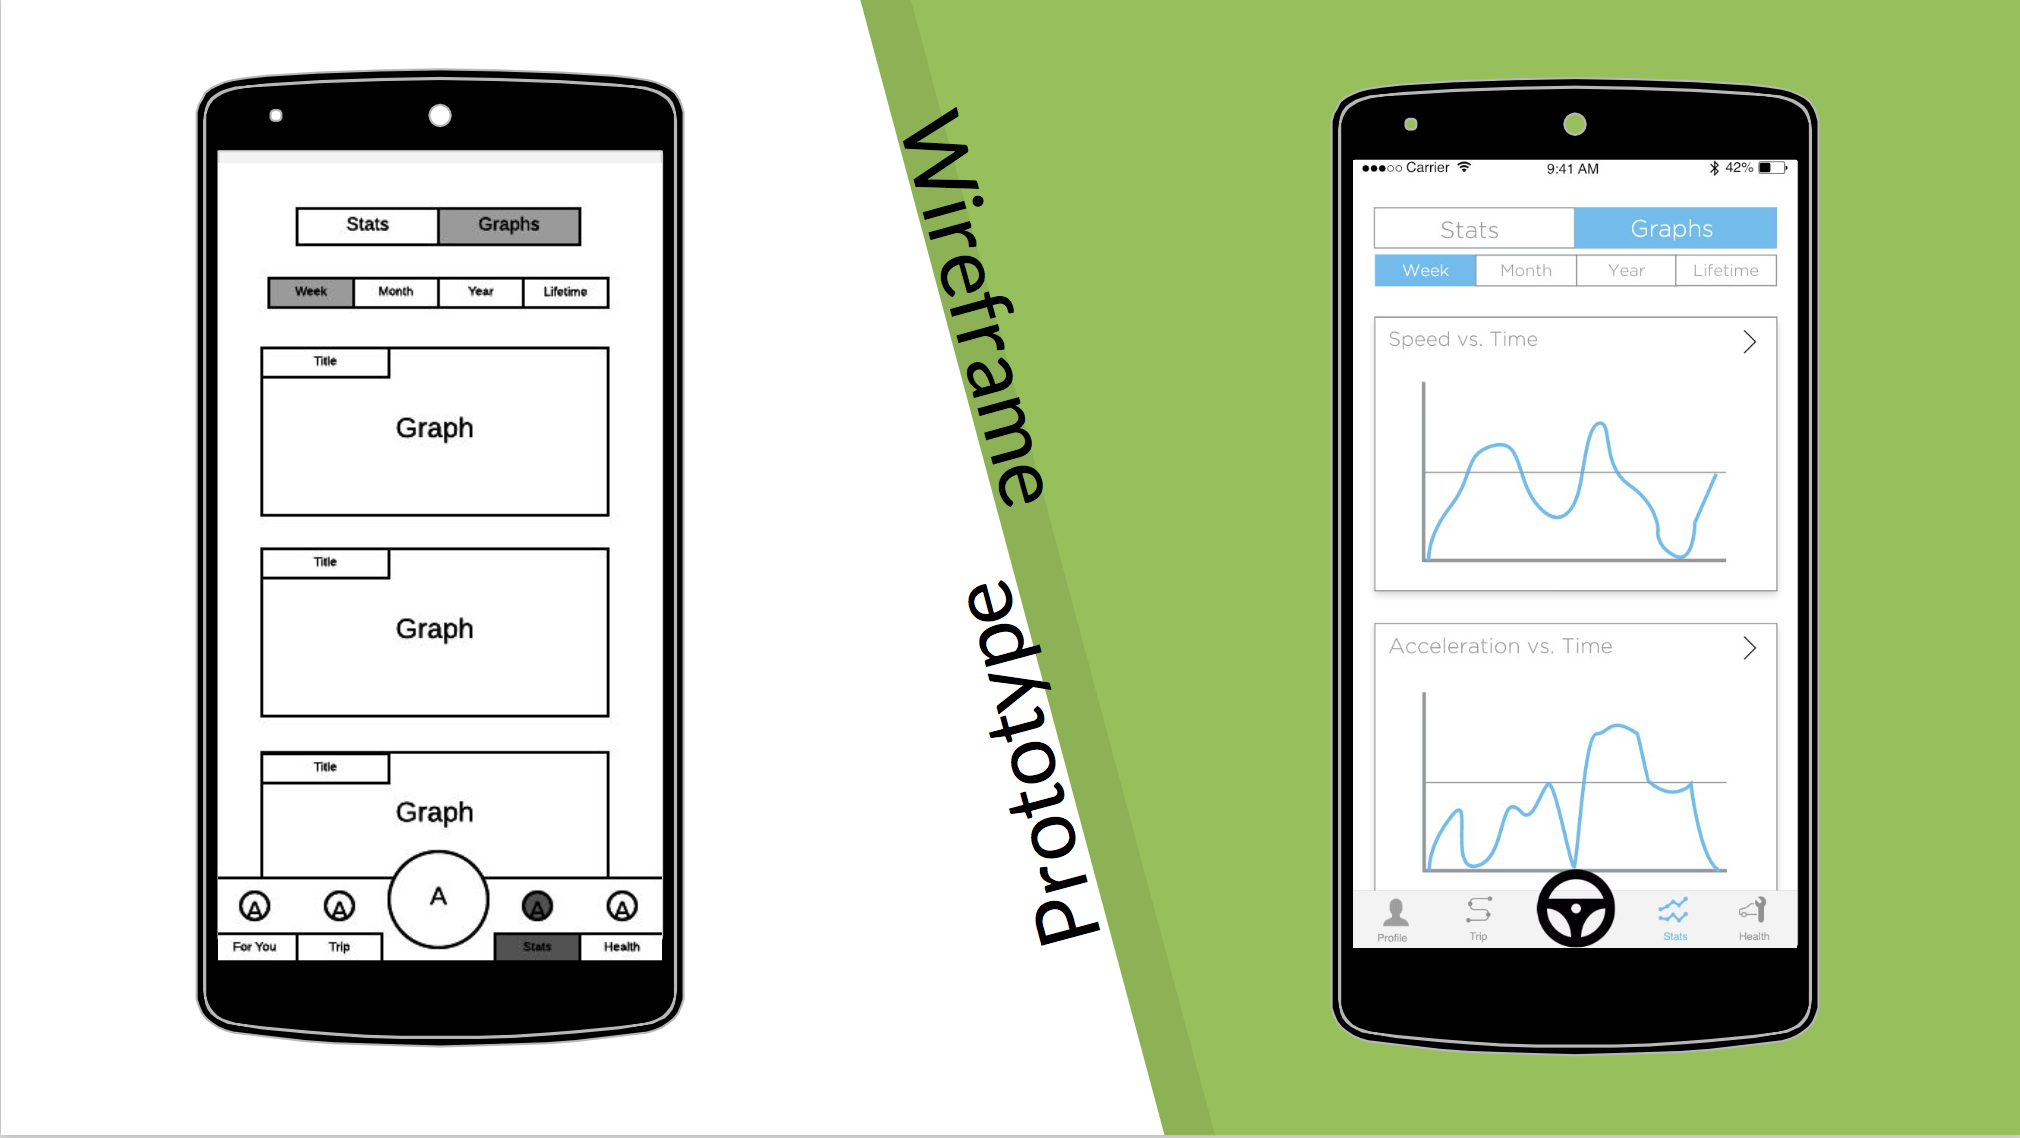 Stats Graphs
Week Month Year Lifetime
Title
Graph
Title
Graph
Title
Graph
A
A A A A
For You Trip Stats Health
Wireframe
Prototype
Carrier 9:41 AM 42%
Stats Graphs
Week Month Year Lifetime
Speed vs. Time
Acceleration vs. Time
Profile Trip Stats Health